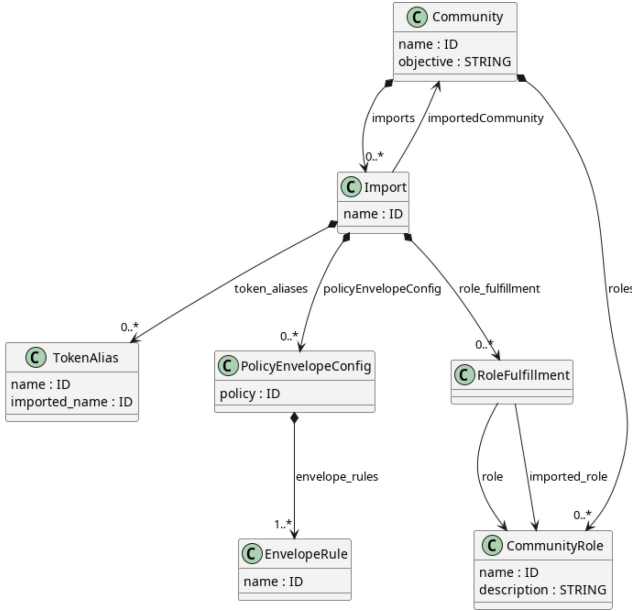 C Community
name : ID
objective : STRING
imports
importedCommunity
0..*
C Import
name : ID
token_aliases
policyEnvelopeConfig
role_fulfillment
roles
0..*
0..*
0..*
C TokenAlias
name : ID
imported_name : ID
C PolicyEnvelopeConfig
policy : ID
C RoleFulfillment
envelope_rules
role
imported_role
1..*
0..*
C EnvelopeRule
name : ID
C CommunityRole
name : ID
description : STRING